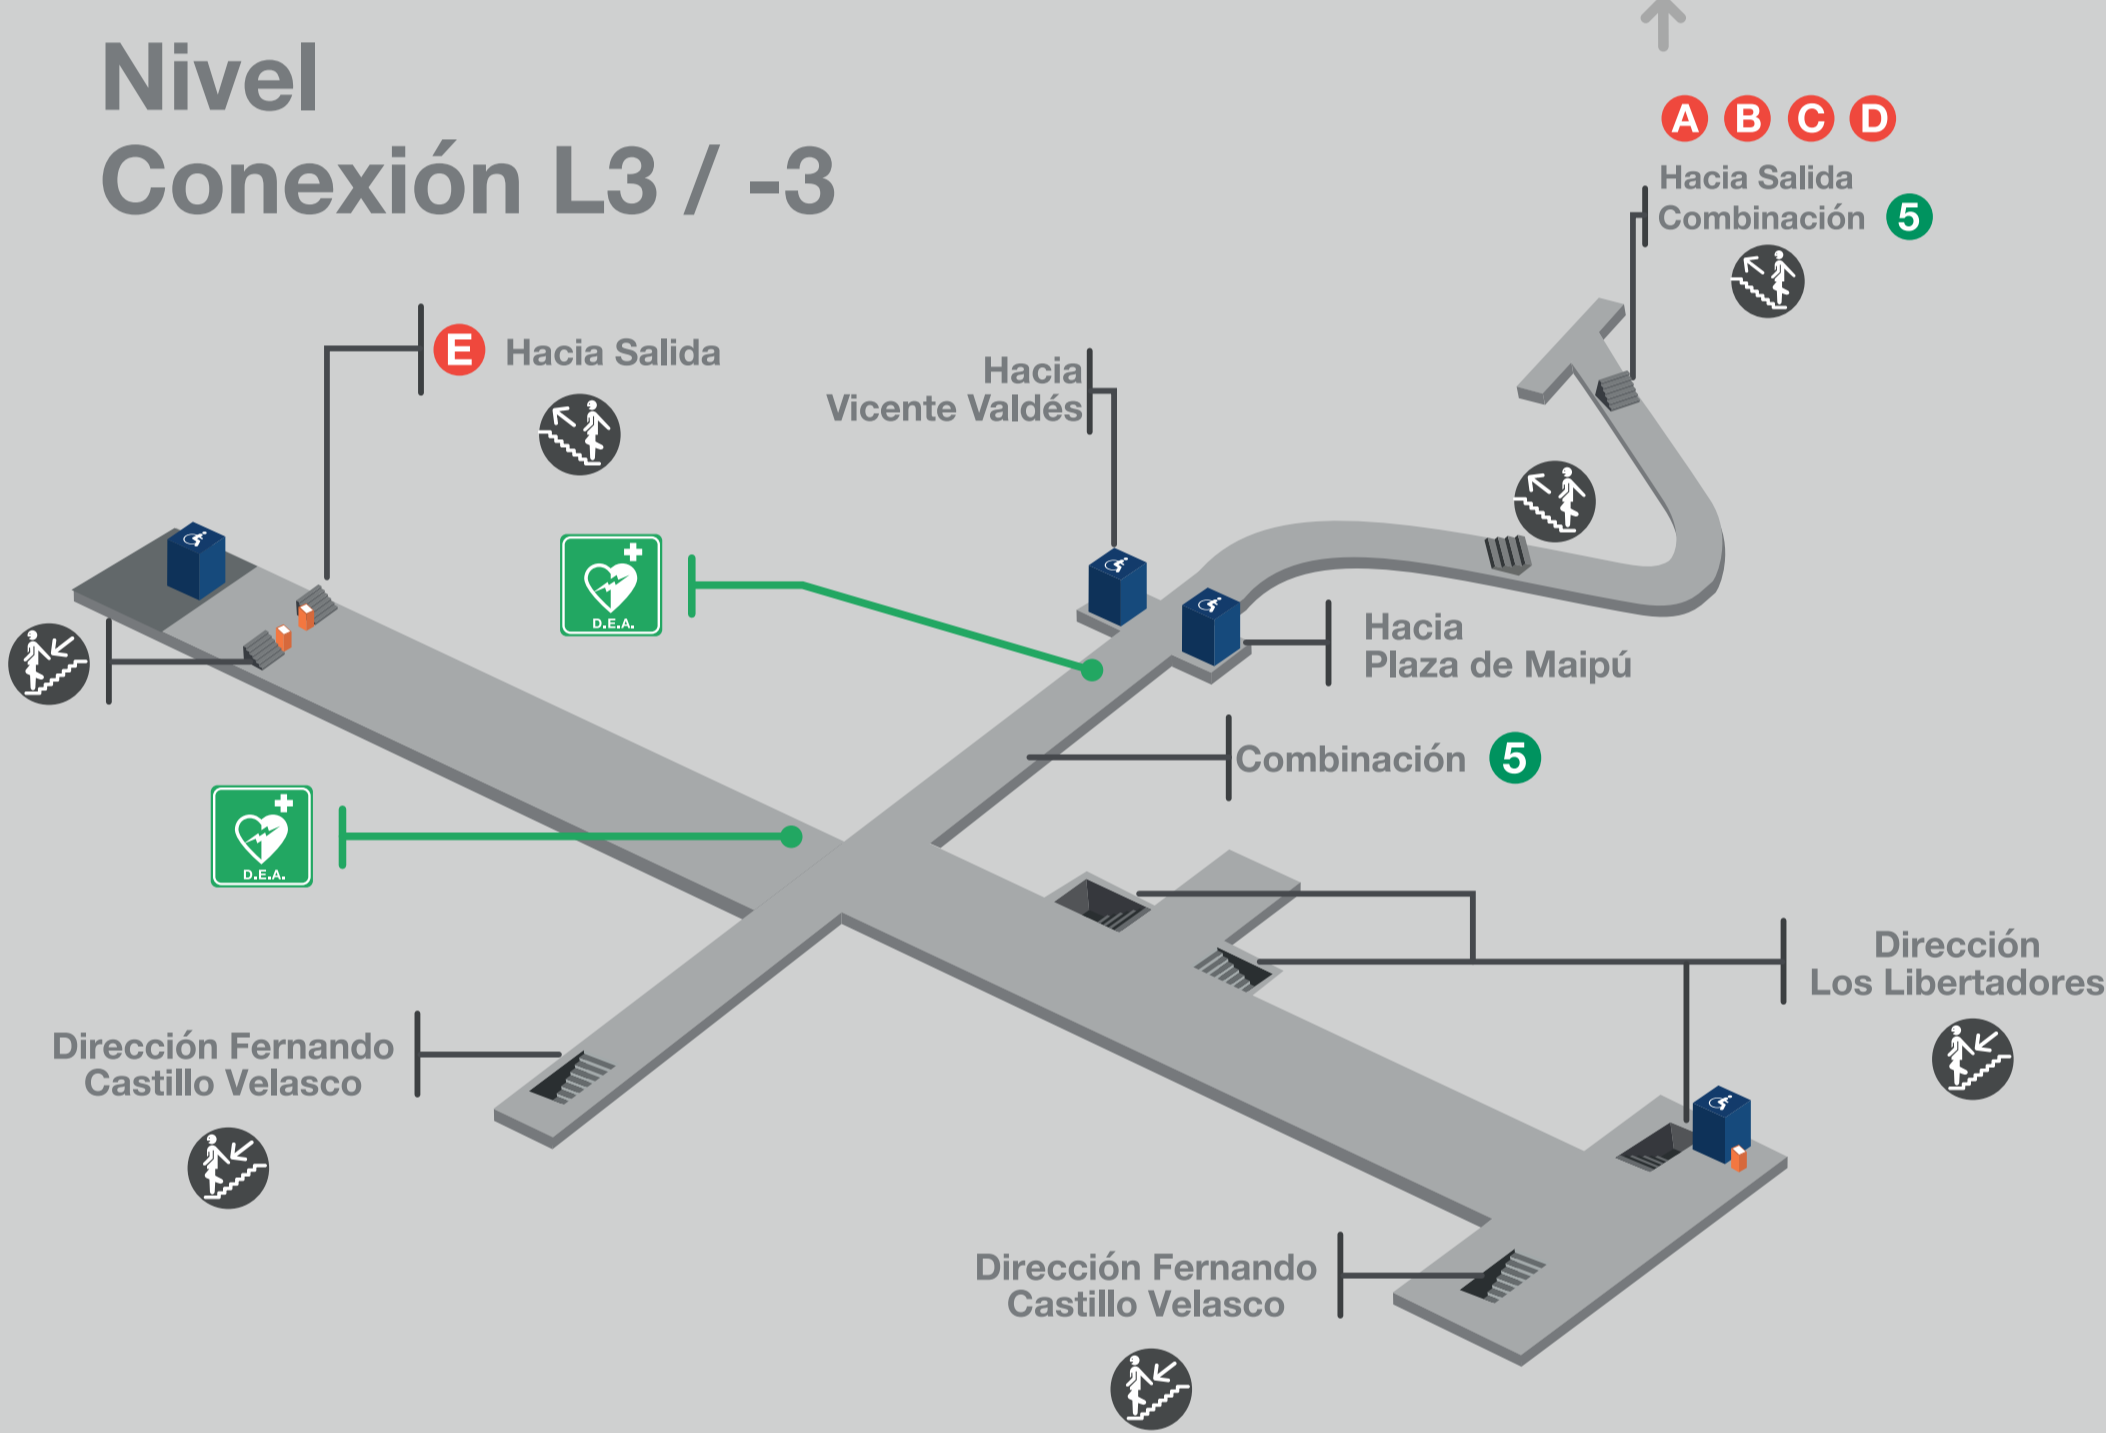 Nivel
Conexión L3 / -3
A B C D
Hacia Salida
Combinación 5
E Hacia Salida
Hacia
Vicente Valdés
D.E.A.
Hacia
Plaza de Maipú
Combinación 5
D.E.A.
Dirección
Los Libertadores
Dirección Fernando
Castillo Velasco
Dirección Fernando
Castillo Velasco